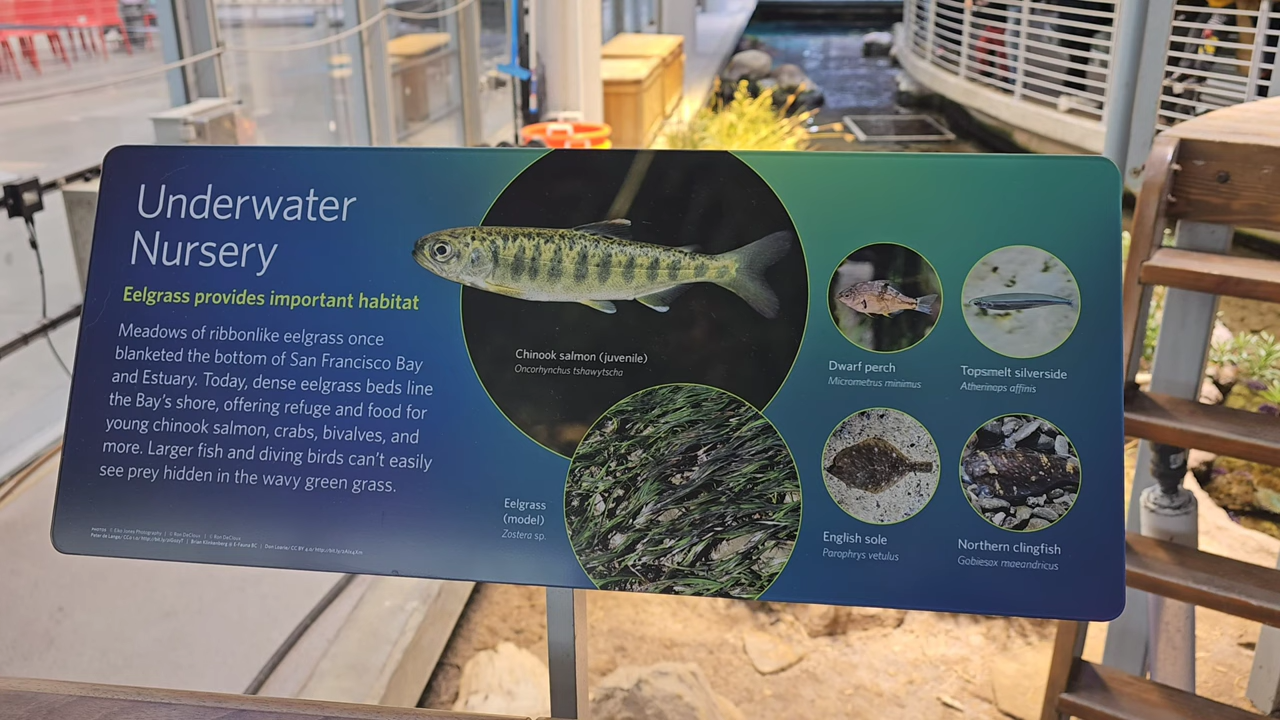 Underwater
Nursery
Eelgrass provides important habitat
Meadows of ribbonlike eelgrass once
blanketed the bottom of San Francisco Bay
and Estuary. Today, dense eelgrass beds line
the Bay's shore, offering refuge and food for
young chinook salmon, crabs, bivalves, and
more. Larger fish and diving birds can't easily
see prey hidden in the wavy green grass.
Chinook salmon (juvenile)
Oncorhynchus tshawytscha
Eelgrass
(model)
Zostera sp.
Dwarf perch
Micrometrus minimus
Topsmelt silverside
Atherinops affinis
English sole
Parophrys vetulus
Northern clingfish
Gobiesox maeandricus
PHOTOS